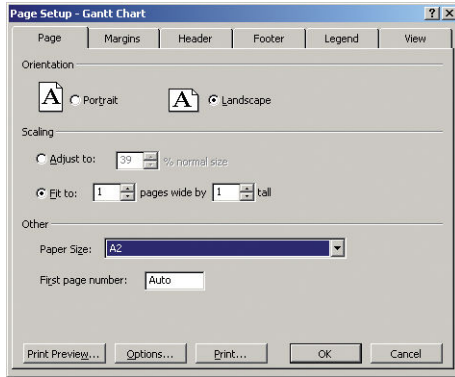 Page Setup - Gantt Chart
Page Margins Header Footer Legend View
Orientation
A Portrait A Landscape
Scaling
Adjust to: 39 % normal size
Fit to: 1 pages wide by 1 tall
Other
Paper Size: A2
First page number: Auto
Print Preview... Options... Print... OK Cancel